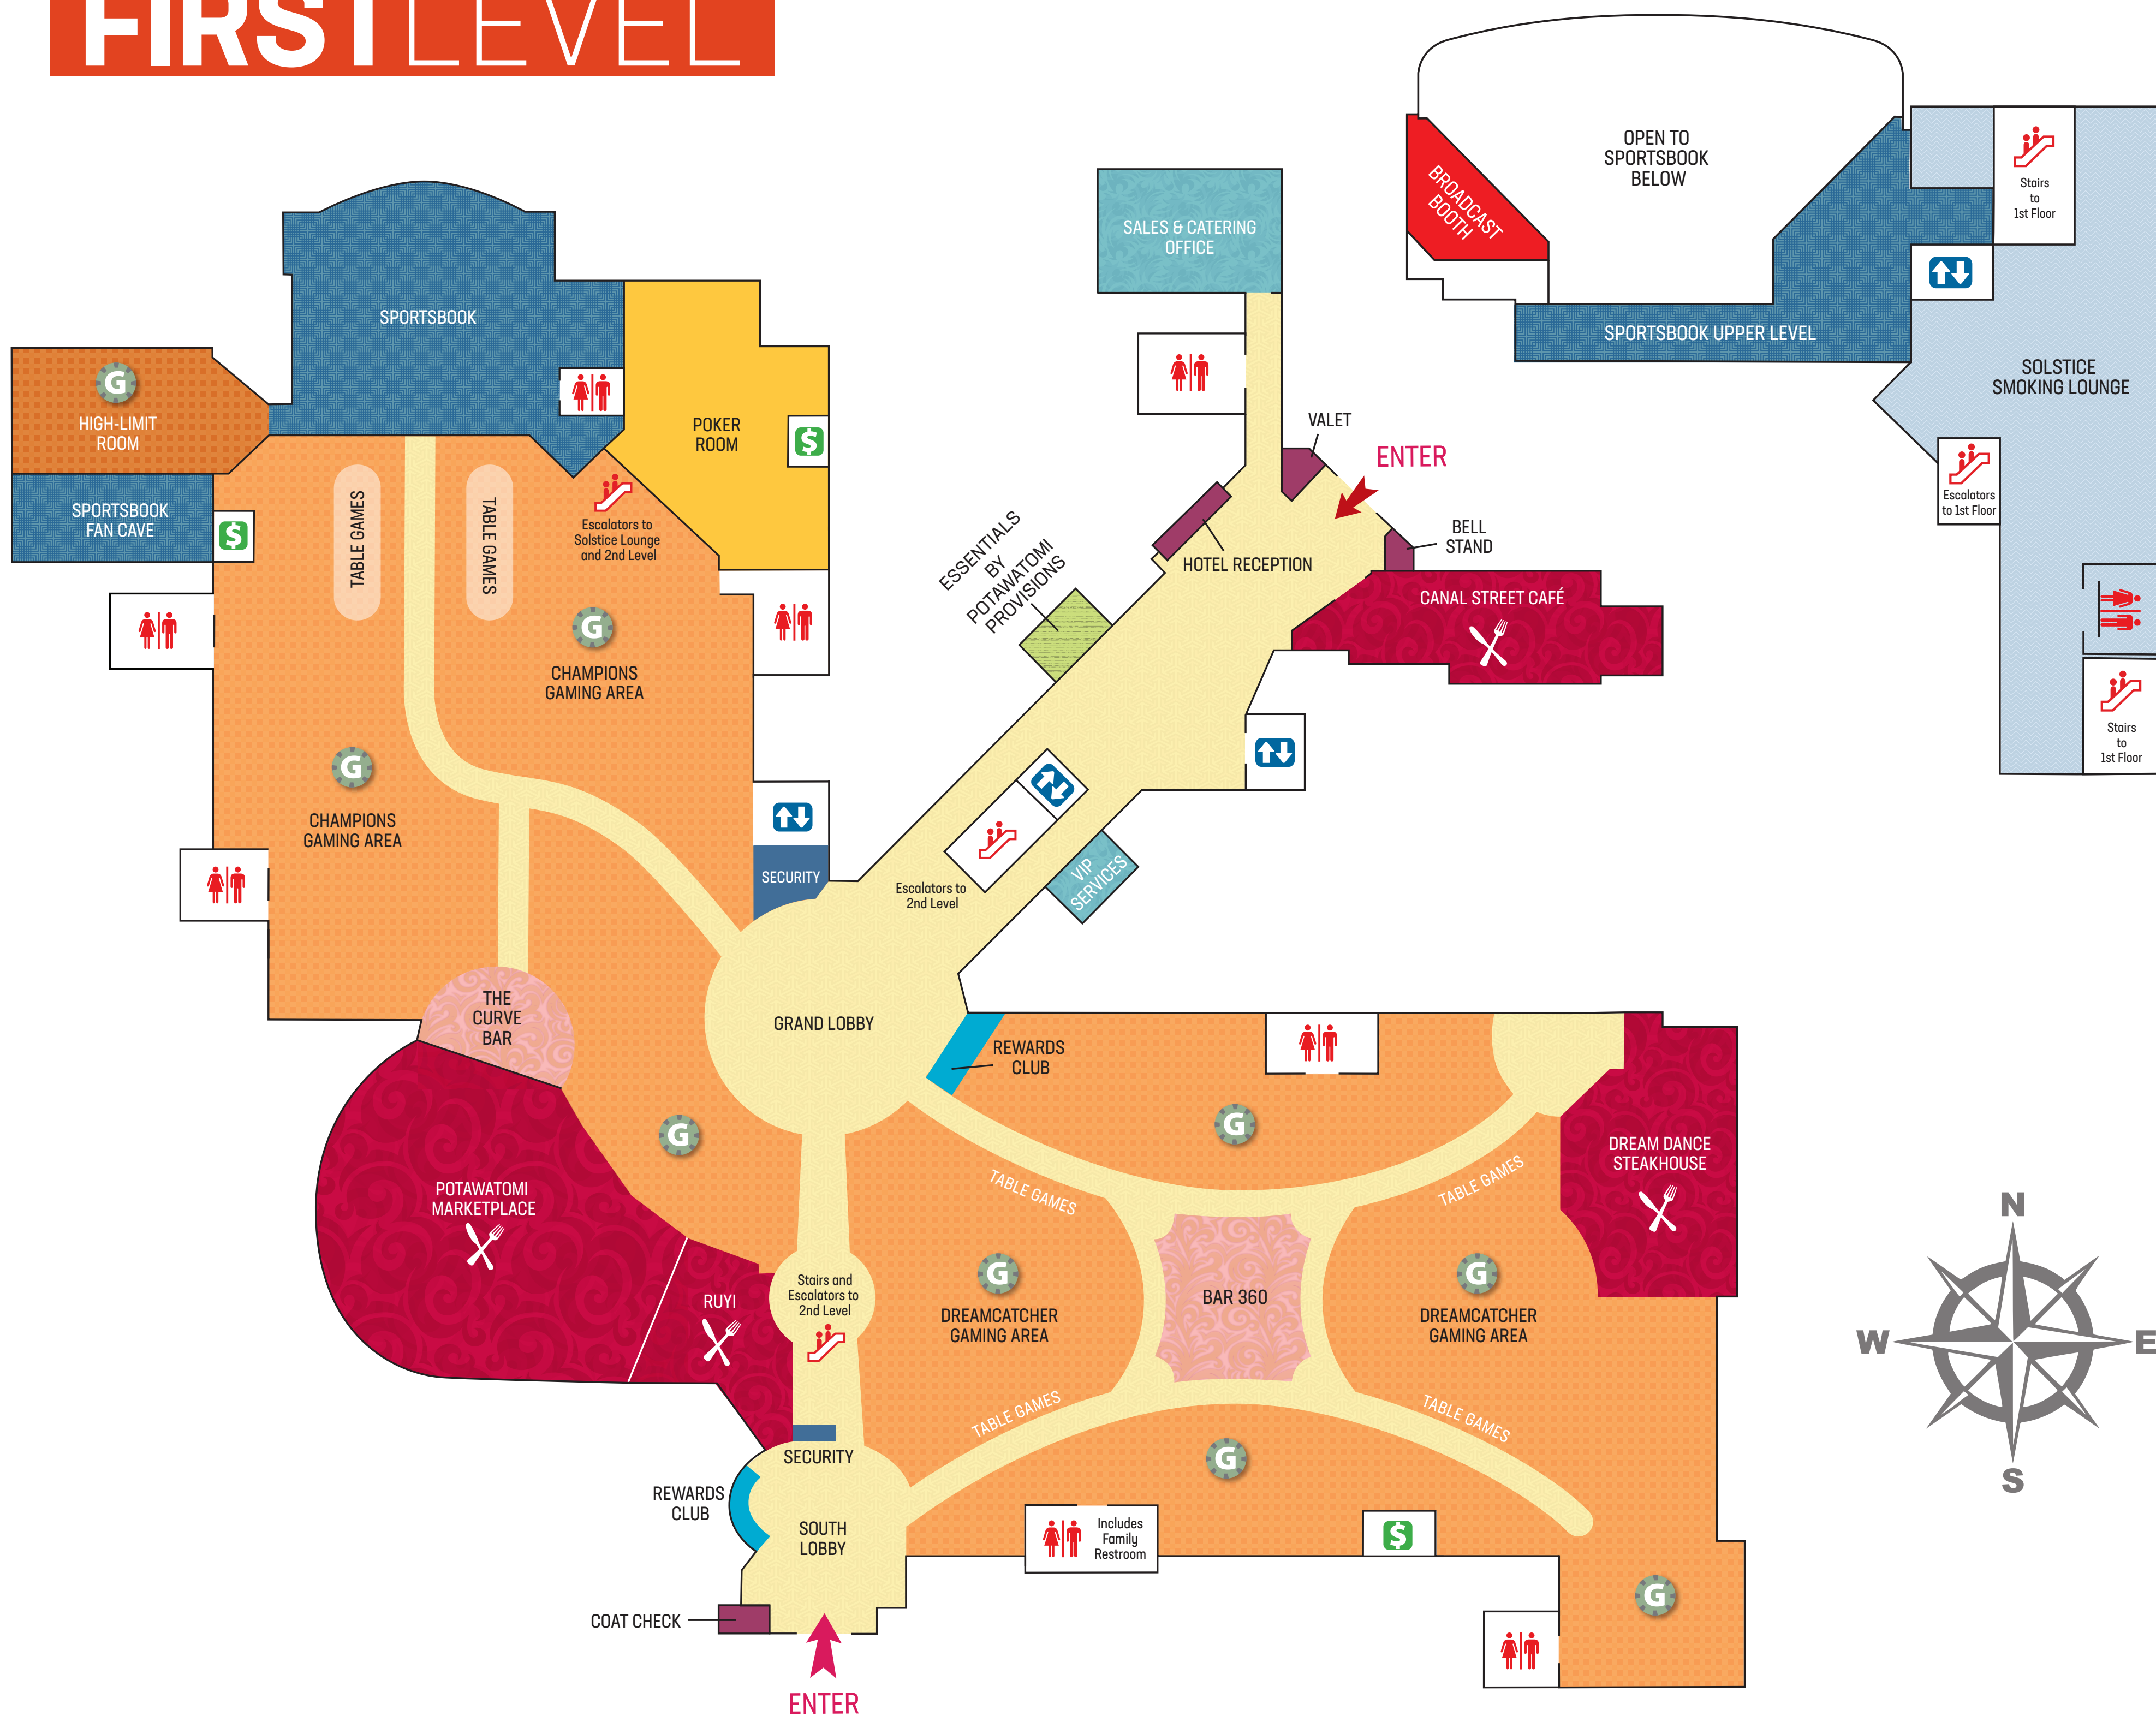 FIRSTLEVEL
OPEN TO
SPORTSBOOK
BELOW
BROADCAST
BOOTH
Stairs
to
1st Floor
SPORTSBOOK UPPER LEVEL
SOLSTICE
SMOKING LOUNGE
Escalators
to 1st Floor
Stairs
to
1st Floor
SALES & CATERING
OFFICE
VALET
ENTER
BELL
STAND
HOTEL RECEPTION
ESSENTIALS
BY
POTAWATOMI
PROVISIONS
CANAL STREET CAFÉ
SPORTSBOOK
G
HIGH-LIMIT
ROOM
POKER
ROOM
$
SPORTSBOOK
FAN CAVE
$
TABLE GAMES
TABLE GAMES
Escalators to
Solstice Lounge
and 2nd Level
G
CHAMPIONS
GAMING AREA
G
CHAMPIONS
GAMING AREA
SECURITY
Escalators to
2nd Level
VIP
SERVICES
THE
CURVE
BAR
GRAND LOBBY
REWARDS
CLUB
G
G
DREAM DANCE
STEAKHOUSE
TABLE GAMES
TABLE GAMES
POTAWATOMI
MARKETPLACE
RUYI
Stairs and
Escalators to
2nd Level
G
DREAMCATCHER
GAMING AREA
BAR 360
G
DREAMCATCHER
GAMING AREA
TABLE GAMES
TABLE GAMES
SECURITY
G
REWARDS
CLUB
SOUTH
LOBBY
Includes
Family
Restroom
$
G
COAT CHECK
ENTER
N
W
E
S